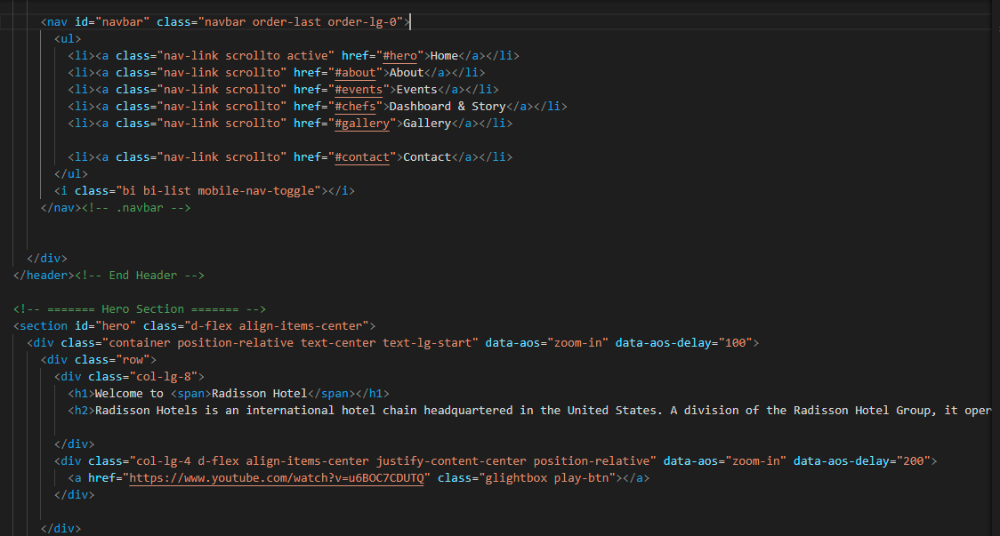 <nav id="navbar" class="navbar order-last order-lg-0">
<ul>
<li><a class="nav-link scrollto active" href="#hero">Home</a></li>
<li><a class="nav-link scrollto" href="#about">About</a></li>
<li><a class="nav-link scrollto" href="#events">Events</a></li>
<li><a class="nav-link scrollto" href="#chefs">Dashboard & Story</a></li>
<li><a class="nav-link scrollto" href="#gallery">Gallery</a></li>
<li><a class="nav-link scrollto" href="#contact">Contact</a></li>
</ul>
<i class="bi bi-list mobile-nav-toggle"></i>
</nav><!-- .navbar -->
</div>
</header><!-- End Header -->
<!-- ======= Hero Section ======= -->
<section id="hero" class="d-flex align-items-center">
<div class="container position-relative text-center text-lg-start" data-aos="zoom-in" data-aos-delay="100">
<div class="row">
<div class="col-lg-8">
<h1>Welcome to <span>Radisson Hotel</span></h1>
<h2>Radisson Hotels is an international hotel chain headquartered in the United States. A division of the Radisson Hotel Group, it oper
</div>
<div class="col-lg-4 d-flex align-items-center justify-content-center position-relative" data-aos="zoom-in" data-aos-delay="200">
<a href="https://www.youtube.com/watch?v=u6BOC7CDUTQ" class="glightbox play-btn"></a>
</div>
</div>